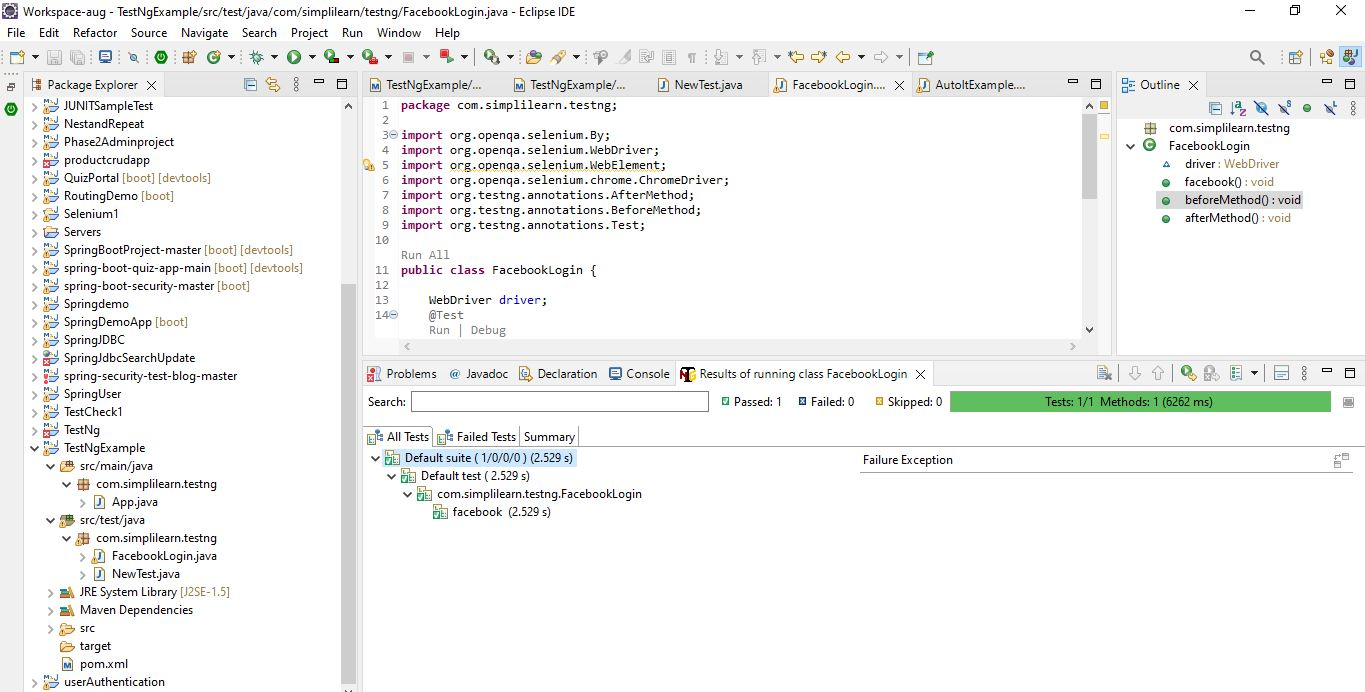 Workspace-aug - TestNgExample/src/test/java/com/simplilearn/testng/FacebookLogin.java - Eclipse IDE
File Edit Refactor Source Navigate Search Project Run Window Help
Package Explorer
JUNITSampleTest
NestandRepeat
Phase2Adminproject
productcrudapp
QuizPortal [boot] [devtools]
RoutingDemo [boot]
Selenium1
Servers
SpringBootProject-master [boot] [devtools]
spring-boot-quiz-app-main [boot] [devtools]
spring-boot-security-master [boot]
Springdemo
SpringDemoApp [boot]
SpringJDBC
SpringJdbcSearchUpdate
spring-security-test-blog-master
SpringUser
TestCheck1
TestNg
TestNgExample
src/main/java
com.simplilearn.testng
App.java
src/test/java
com.simplilearn.testng
FacebookLogin.java
NewTest.java
JRE System Library [J2SE-1.5]
Maven Dependencies
src
target
pom.xml
userAuthentication
TestNgExample/... TestNgExample/... NewTest.java FacebookLogin.... AutoItExample....
1 package com.simplilearn.testng;
2
3 import org.openqa.selenium.By;
4 import org.openqa.selenium.WebDriver;
5 import org.openqa.selenium.WebElement;
6 import org.openqa.selenium.chrome.ChromeDriver;
7 import org.testng.annotations.AfterMethod;
8 import org.testng.annotations.BeforeMethod;
9 import org.testng.annotations.Test;
10
Run All
11 public class FacebookLogin {
12
13 WebDriver driver;
14 @Test
Run | Debug
Outline
com.simplilearn.testng
FacebookLogin
driver : WebDriver
facebook() : void
beforeMethod() : void
afterMethod() : void
Problems @ Javadoc Declaration Console Results of running class FacebookLogin
Search: Passed: 1 Failed: 0 Skipped: 0 Tests: 1/1 Methods: 1 (6262 ms)
All Tests Failed Tests Summary
Default suite ( 1/0/0/0 ) (2.529 s)
Default test ( 2.529 s)
com.simplilearn.testng.FacebookLogin
facebook (2.529 s)
Failure Exception